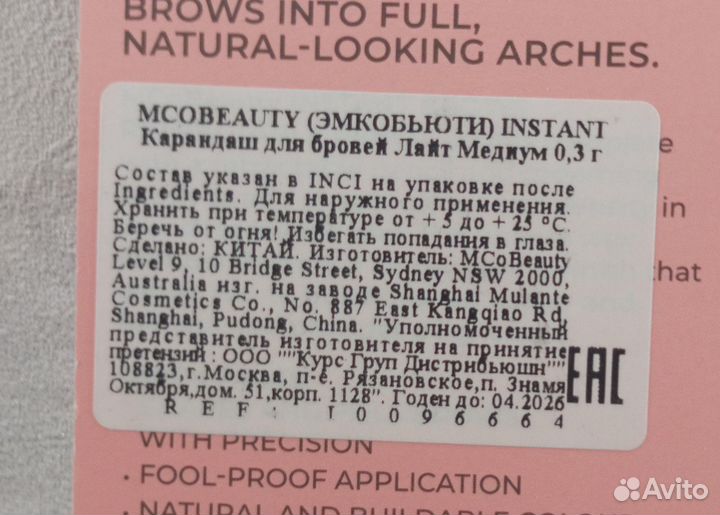 BROWS INTO FULL,
NATURAL-LOOKING ARCHES.
MCOBEAUTY (ЭМКОБЬЮТИ) INSTANT
Карандаш для бровей Лайт Медиум 0,3 г
Состав указан в INCI на упаковке после
Ingredients. Для наружного применения.
Хранить при температуре от +5 до +25 °C.
Беречь от огня! Избегать попадания в глаза.
Сделано: КИТАЙ. Изготовитель: MCoBeauty
Level 9, 10 Bridge Street, Sydney NSW 2000,
Australia изг. на заводе Shanghai Mulante
Cosmetics Co., No. 887 East Kangqiao Rd,
Shanghai, Pudong, China. "Уполномоченный
представитель изготовителя на принятие
претензий : ООО ""Курс Груп Дистрибьюшн""
108823,г.Москва, п-е. Рязановское,п. Знамя
Октября,дом. 51,корп. 1128". Годен до: 04.2026
EAC
REF: 10096664
e
in
that
WITH PRECISION
• FOOL-PROOF APPLICATION
• NATURAL AND BUILDABLE
Avito